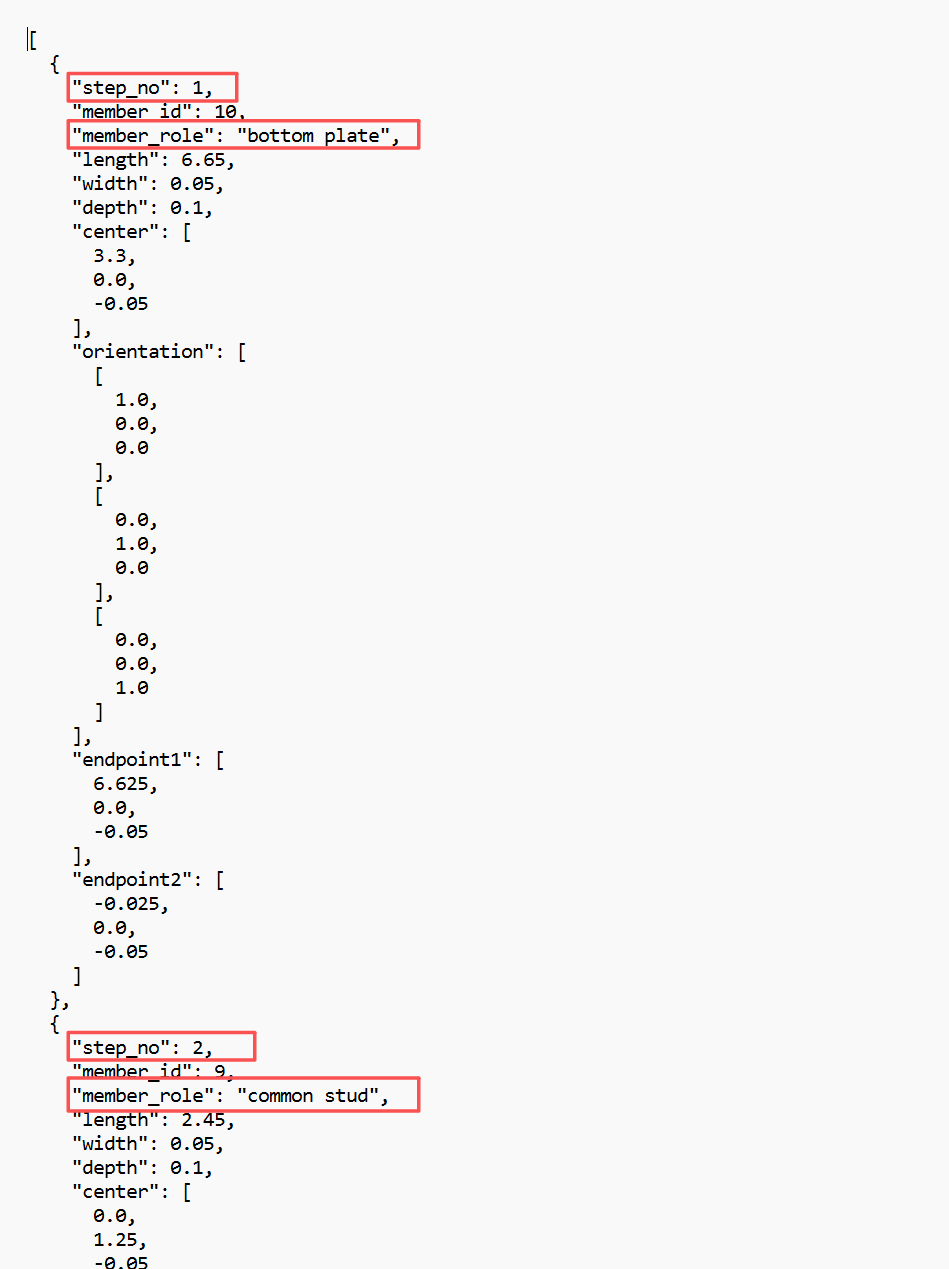 [
{
"step_no": 1,
"member_id": 10,
"member_role": "bottom plate",
"length": 6.65,
"width": 0.05,
"depth": 0.1,
"center": [
3.3,
0.0,
-0.05
],
"orientation": [
[
1.0,
0.0,
0.0
],
[
0.0,
1.0,
0.0
],
[
0.0,
0.0,
1.0
]
],
"endpoint1": [
6.625,
0.0,
-0.05
],
"endpoint2": [
-0.025,
0.0,
-0.05
]
},
{
"step_no": 2,
"member_id": 9,
"member_role": "common stud",
"length": 2.45,
"width": 0.05,
"depth": 0.1,
"center": [
0.0,
1.25,
-0.05